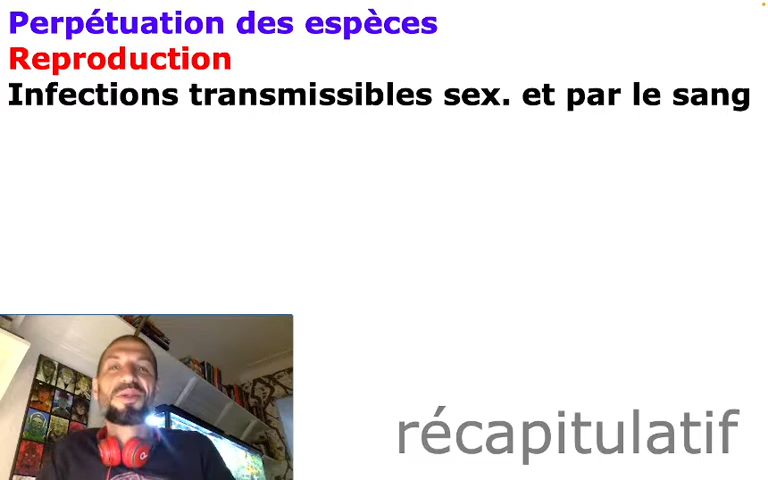 Perpétuation des espèces
Reproduction
Infections transmissibles sex. et par le sang
récapitulatif